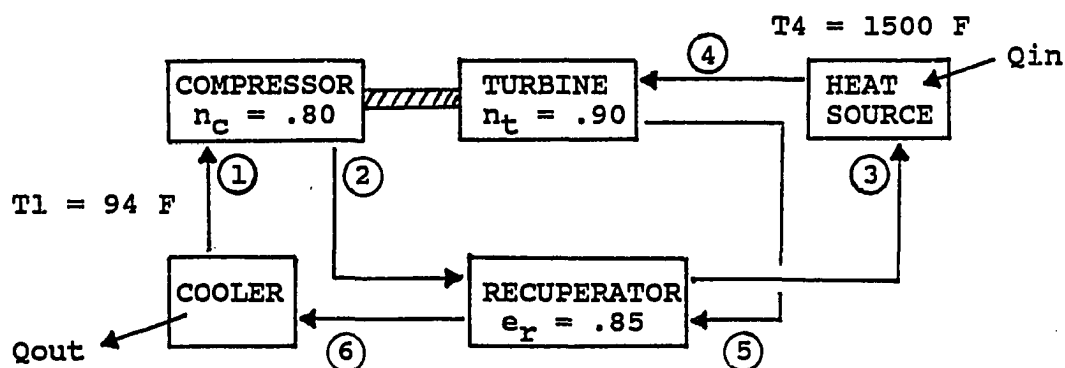 T4 = 1500 F
④
Qin
COMPRESSOR
n_c = .80
TURBINE
n_t = .90
HEAT
SOURCE
①
②
③
T1 = 94 F
COOLER
RECUPERATOR
e_r = .85
Qout
⑥
⑤